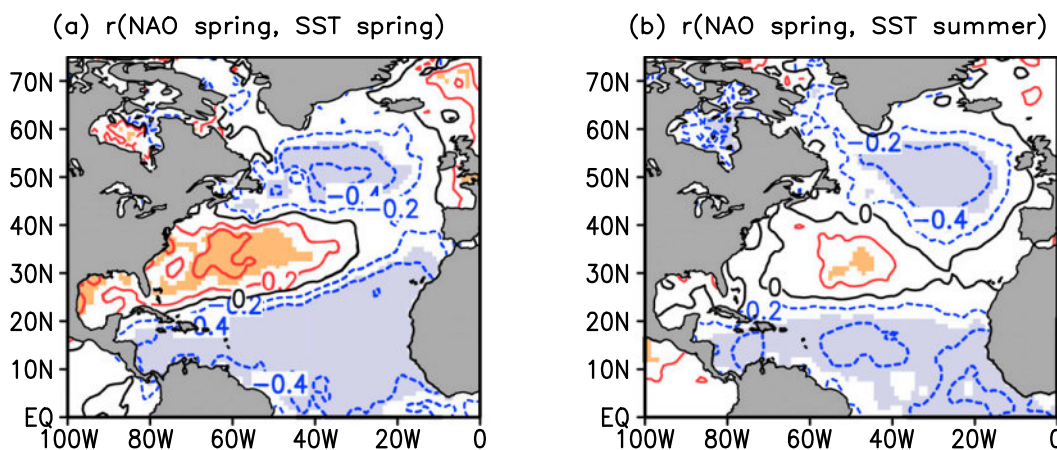 (a) r(NAO spring, SST spring)
(b) r(NAO spring, SST summer)
70N
60N
50N
40N
30N
20N
10N
EQ
100W 80W 60W 40W 20W 0
-0.4
-0.2
-0.2
0
-0.2
-0.4
-0.4
70N
60N
50N
40N
30N
20N
10N
EQ
100W 80W 60W 40W 20W 0
-0.2
-0.4
0
0
0.2